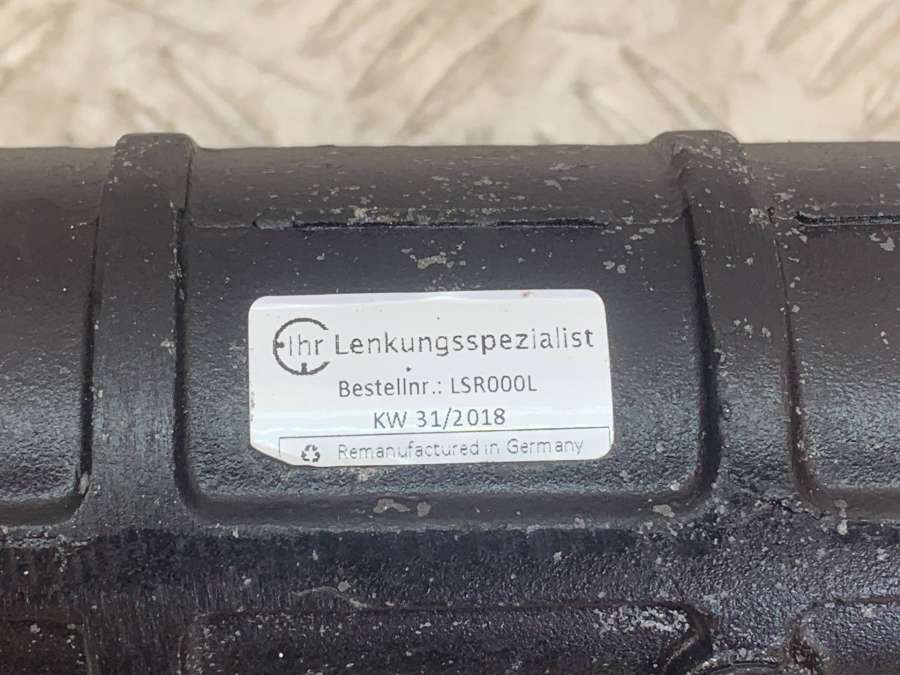 Ihr Lenkungsspezialist
Bestellnr.: LSR000L
KW 31/2018
Remanufactured in Germany